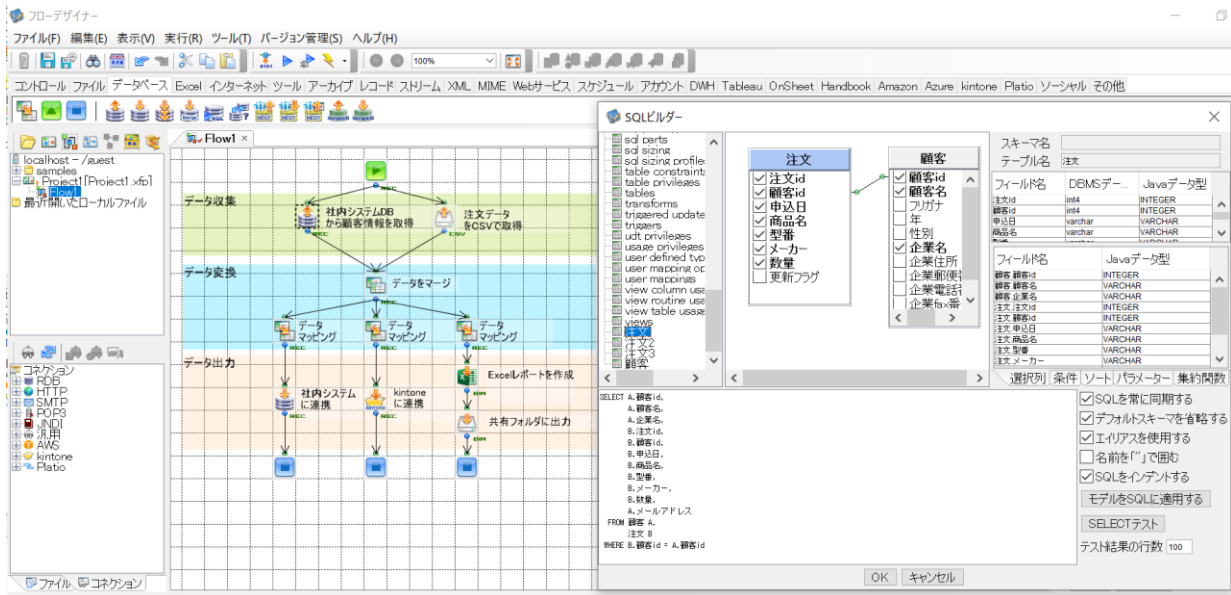 フローデザイナー
ファイル(F) 編集(E) 表示(V) 実行(R) ツール(T) バージョン管理(S) ヘルプ(H)
100%
コントロール ファイル データベース Excel インターネット ツール アーカイブ レコード ストリーム XML MIME Webサービス スケジュール アカウント DWH Tableau OnSheet Handbook Amazon Azure kintone Platio ソーシャル その他
localhost - /guest
samples
Project1 [Project1.xfp]
Flow1
最近開いたローカルファイル
コネクション
RDB
HTTP
SMTP
POP3
JNDI
汎用
AWS
kintone
Platio
ファイル コネクション
Flow1 ×
データ収集
社内システムDB
から顧客情報を取得
REC
注文データ
をCSVで取得
CSV
データ変換
データをマージ
REC
データ
マッピング
REC
データ
マッピング
REC
データ
マッピング
REC
データ出力
社内システム
に連携
REC
kintone
に連携
REC
Excelレポートを作成
BIN
共有フォルダに出力
BIN
SQLビルダー
sql parts
sql sizing
sql sizing profiles
table constraints
table privileges
tables
transforms
triggered update
triggers
udt privileges
usage privileges
user defined typ
user mapping op
user mappings
view column usa
view routine usa
view table usage
views
注文
注文2
注文3
顧客
注文
注文id
顧客id
申込日
商品名
型番
メーカー
数量
更新フラグ
顧客
顧客id
顧客名
フリガナ
年
性別
企業名
企業住所
企業郵便番
企業電話番
企業fax番
スキーマ名
テーブル名 注文
フィールド名 DBMSデー... Javaデータ型
注文id int4 INTEGER
顧客id int4 INTEGER
申込日 varchar VARCHAR
商品名 varchar VARCHAR
フィールド名 Javaデータ型
顧客.顧客id INTEGER
顧客.顧客名 VARCHAR
顧客.企業名 VARCHAR
注文.注文id INTEGER
注文.顧客id INTEGER
注文.申込日 VARCHAR
注文.商品名 VARCHAR
注文.型番 VARCHAR
注文.メーカー VARCHAR
選択列 条件 ソート パラメーター 集約関数
SELECT A.顧客id,
A.顧客名,
A.企業名,
B.注文id,
B.顧客id,
B.申込日,
B.商品名,
B.型番,
B.メーカー,
B.数量,
A.メールアドレス
FROM 顧客 A,
注文 B
WHERE B.顧客id = A.顧客id
SQLを常に同期する
デフォルトスキーマを省略する
エイリアスを使用する
名前を「"」で囲む
SQLをインデントする
モデルをSQLに適用する
SELECTテスト
テスト結果の行数 100
OK キャンセル